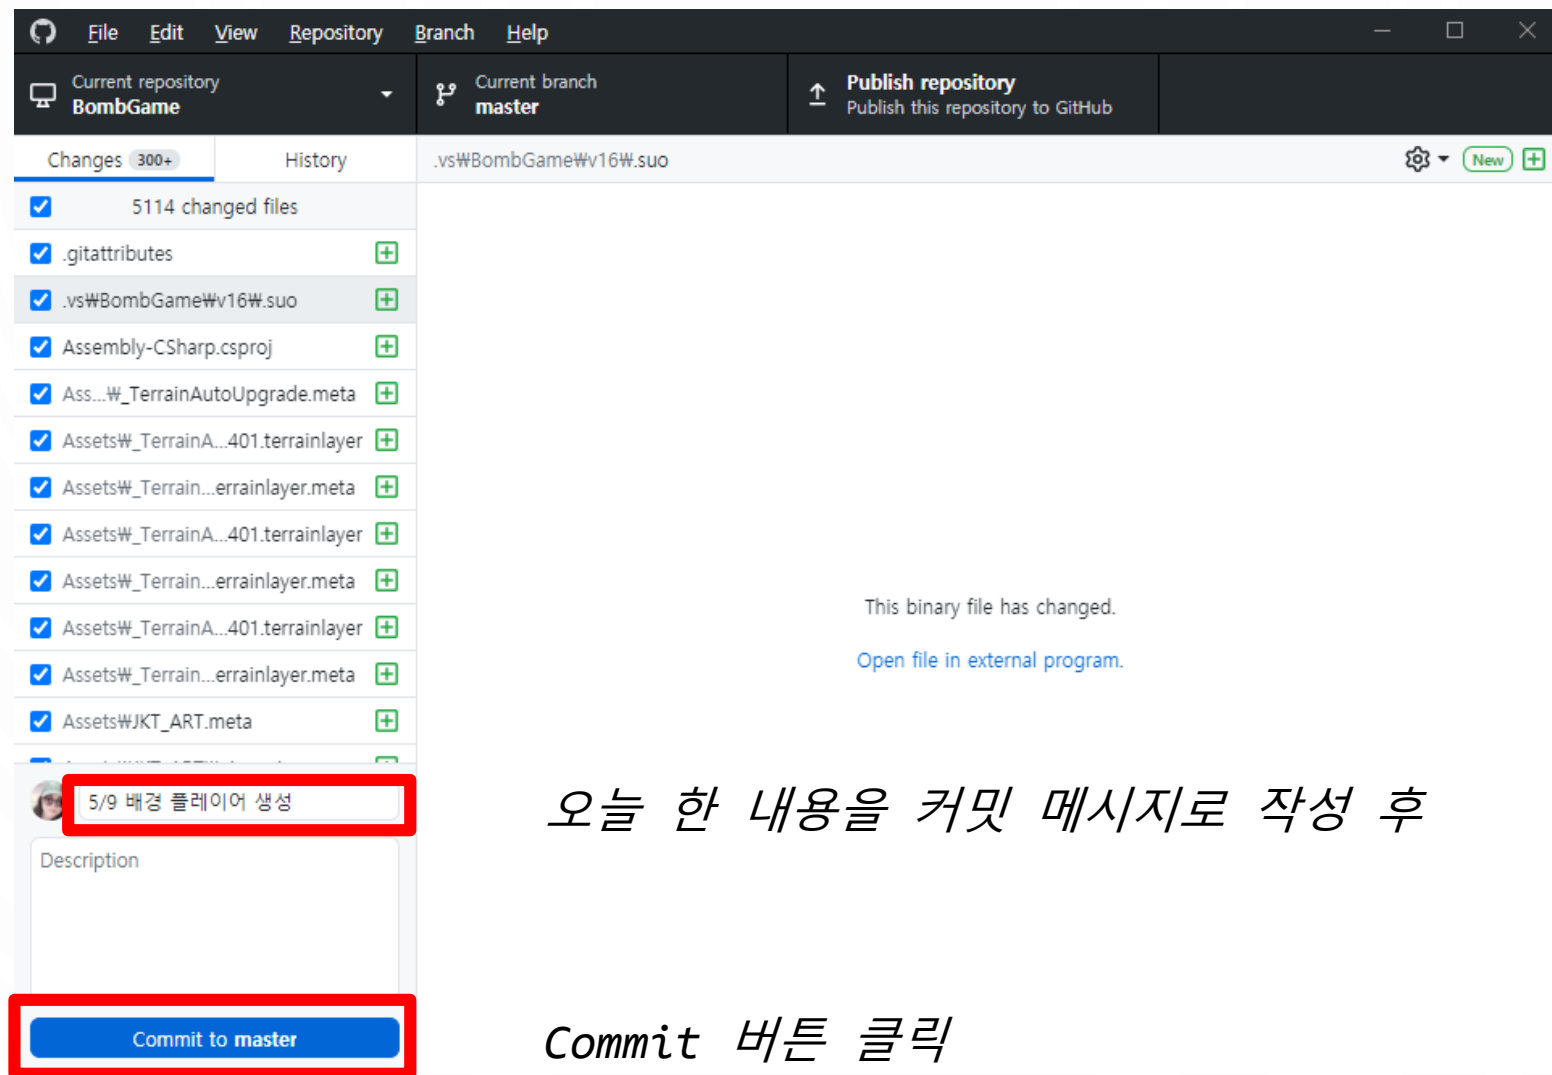 File Edit View Repository Branch Help
Current repository
BombGame
Current branch
master
Publish repository
Publish this repository to GitHub
Changes 300+ History
.vs₩BombGame₩v16₩.suo
New
5114 changed files
.gitattributes
.vs₩BombGame₩v16₩.suo
Assembly-CSharp.csproj
Ass...₩_TerrainAutoUpgrade.meta
Assets₩_TerrainA...401.terrainlayer
Assets₩_Terrain...errainlayer.meta
Assets₩_TerrainA...401.terrainlayer
Assets₩_Terrain...errainlayer.meta
Assets₩_TerrainA...401.terrainlayer
Assets₩_Terrain...errainlayer.meta
Assets₩JKT_ART.meta
This binary file has changed.
Open file in external program.
5/9 배경 플레이어 생성
오늘 한 내용을 커밋 메시지로 작성 후
Description
Commit to master
Commit 버튼 클릭